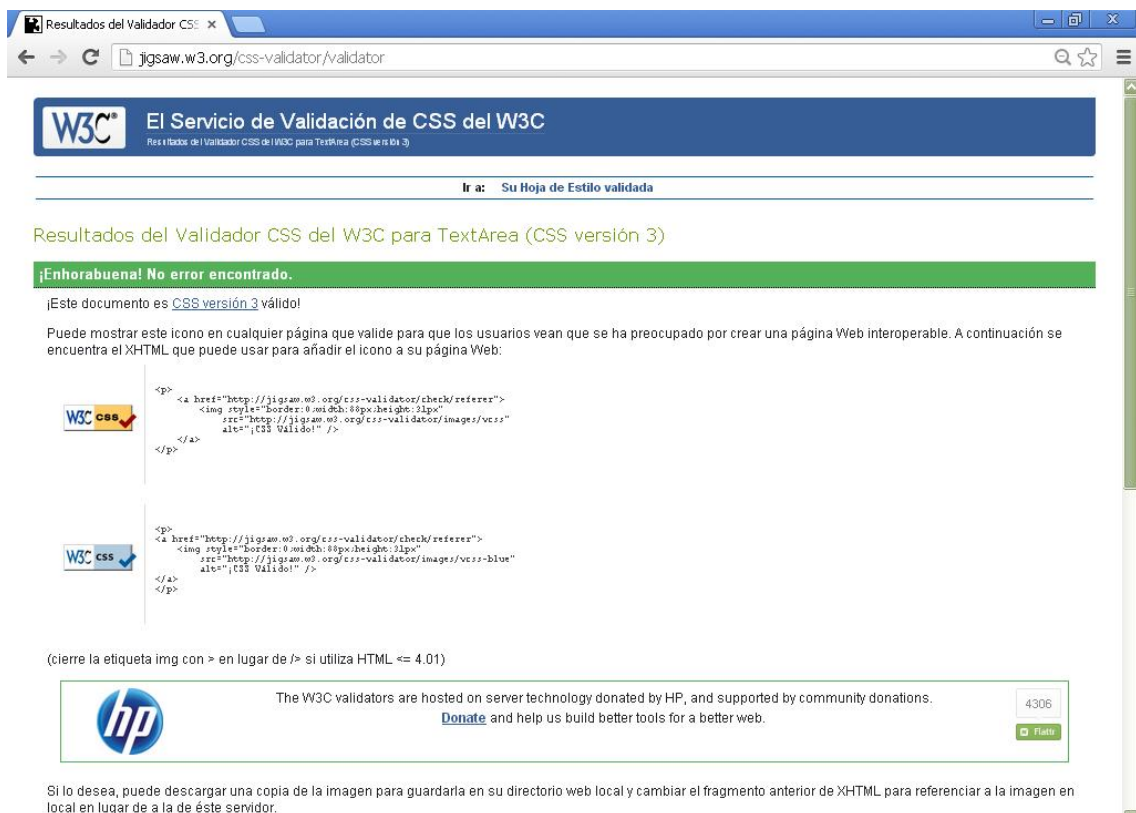 Resultados del Validador CSS
jigsaw.w3.org/css-validator/validator
W3C® El Servicio de Validación de CSS del W3C
Resultados del Validador CSS del W3C para TextArea (CSS versión 3)
Ir a: Su Hoja de Estilo validada
Resultados del Validador CSS del W3C para TextArea (CSS versión 3)
¡Enhorabuena! No error encontrado.
¡Este documento es CSS versión 3 válido!
Puede mostrar este icono en cualquier página que valide para que los usuarios vean que se ha preocupado por crear una página Web interoperable. A continuación se
encuentra el XHTML que puede usar para añadir el icono a su página Web:
W3C css
<p>
<a href="http://jigsaw.w3.org/css-validator/check/referer">
<img style="border:0;width:88px;height:31px"
src="http://jigsaw.w3.org/css-validator/images/vcss"
alt="¡CSS Válido!" />
</a>
</p>
W3C css
<p>
<a href="http://jigsaw.w3.org/css-validator/check/referer">
<img style="border:0;width:88px;height:31px"
src="http://jigsaw.w3.org/css-validator/images/vcss-blue"
alt="¡CSS Válido!" />
</a>
</p>
(cierre la etiqueta img con > en lugar de /> si utiliza HTML <= 4.01)
hp
The W3C validators are hosted on server technology donated by HP, and supported by community donations.
Donate and help us build better tools for a better web.
4306
Flattr
Si lo desea, puede descargar una copia de la imagen para guardarla en su directorio web local y cambiar el fragmento anterior de XHTML para referenciar a la imagen en
local en lugar de a la de éste servidor.